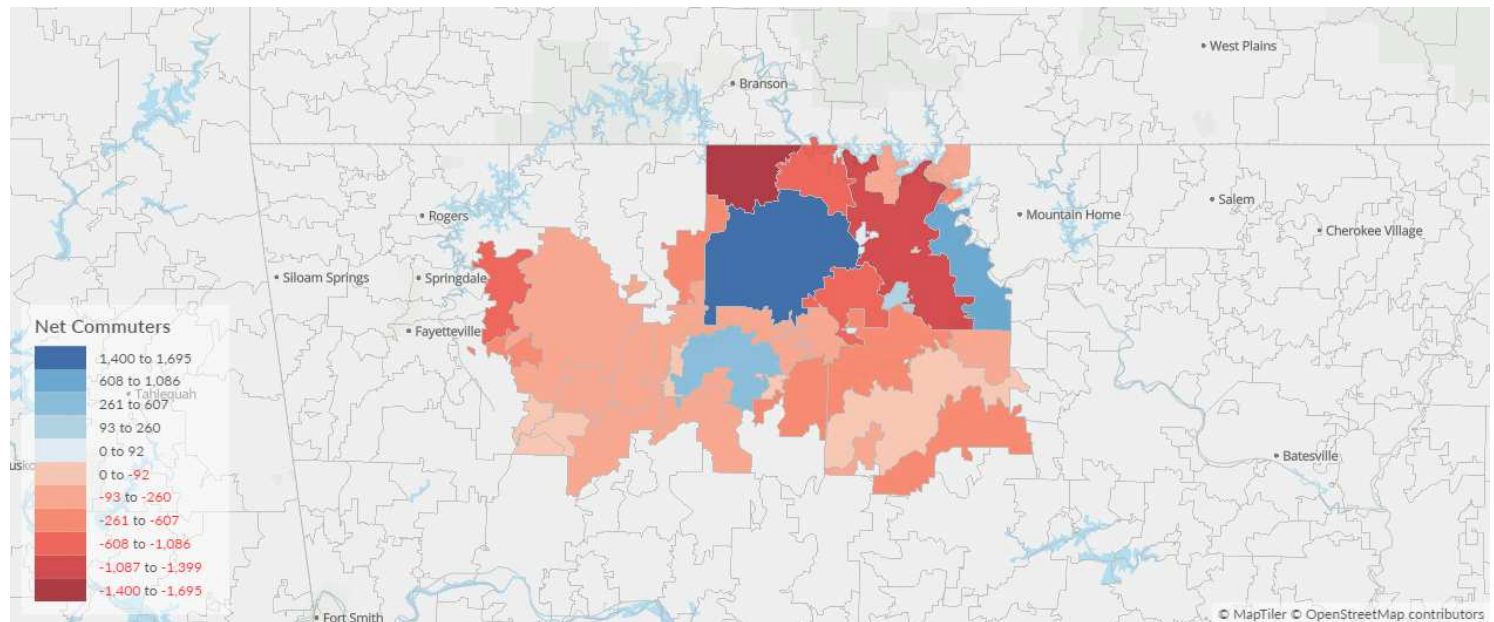 West Plains
Branson
Salem
Rogers
Mountain Home
Cherokee Village
Siloam Springs
Springdale
Fayetteville
Net Commuters
1,400 to 1,695
608 to 1,086
261 to 607
Tahlequah
93 to 260
0 to 92
0 to -92
-93 to -260
-261 to -607
-608 to -1,086
-1,087 to -1,399
-1,400 to -1,695
Batesville
Fort Smith
© MapTiler © OpenStreetMap contributors